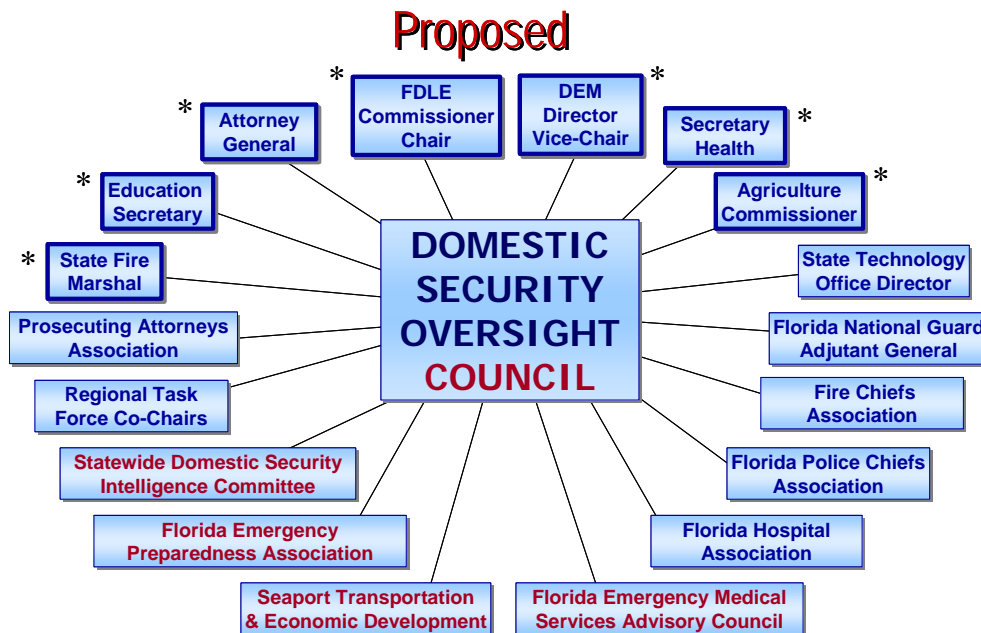 Proposed
*
FDLE
Commissioner
Chair
DEM
Director
Vice-Chair
*
*
Attorney
General
Secretary
Health
*
*
Education
Secretary
Agriculture
Commissioner
*
*
State Fire
Marshal
DOMESTIC
SECURITY
OVERSIGHT
COUNCIL
State Technology
Office Director
Prosecuting Attorneys
Association
Florida National Guard
Adjutant General
Regional Task
Force Co-Chairs
Fire Chiefs
Association
Statewide Domestic Security
Intelligence Committee
Florida Police Chiefs
Association
Florida Emergency
Preparedness Association
Florida Hospital
Association
Seaport Transportation
& Economic Development
Florida Emergency Medical
Services Advisory Council